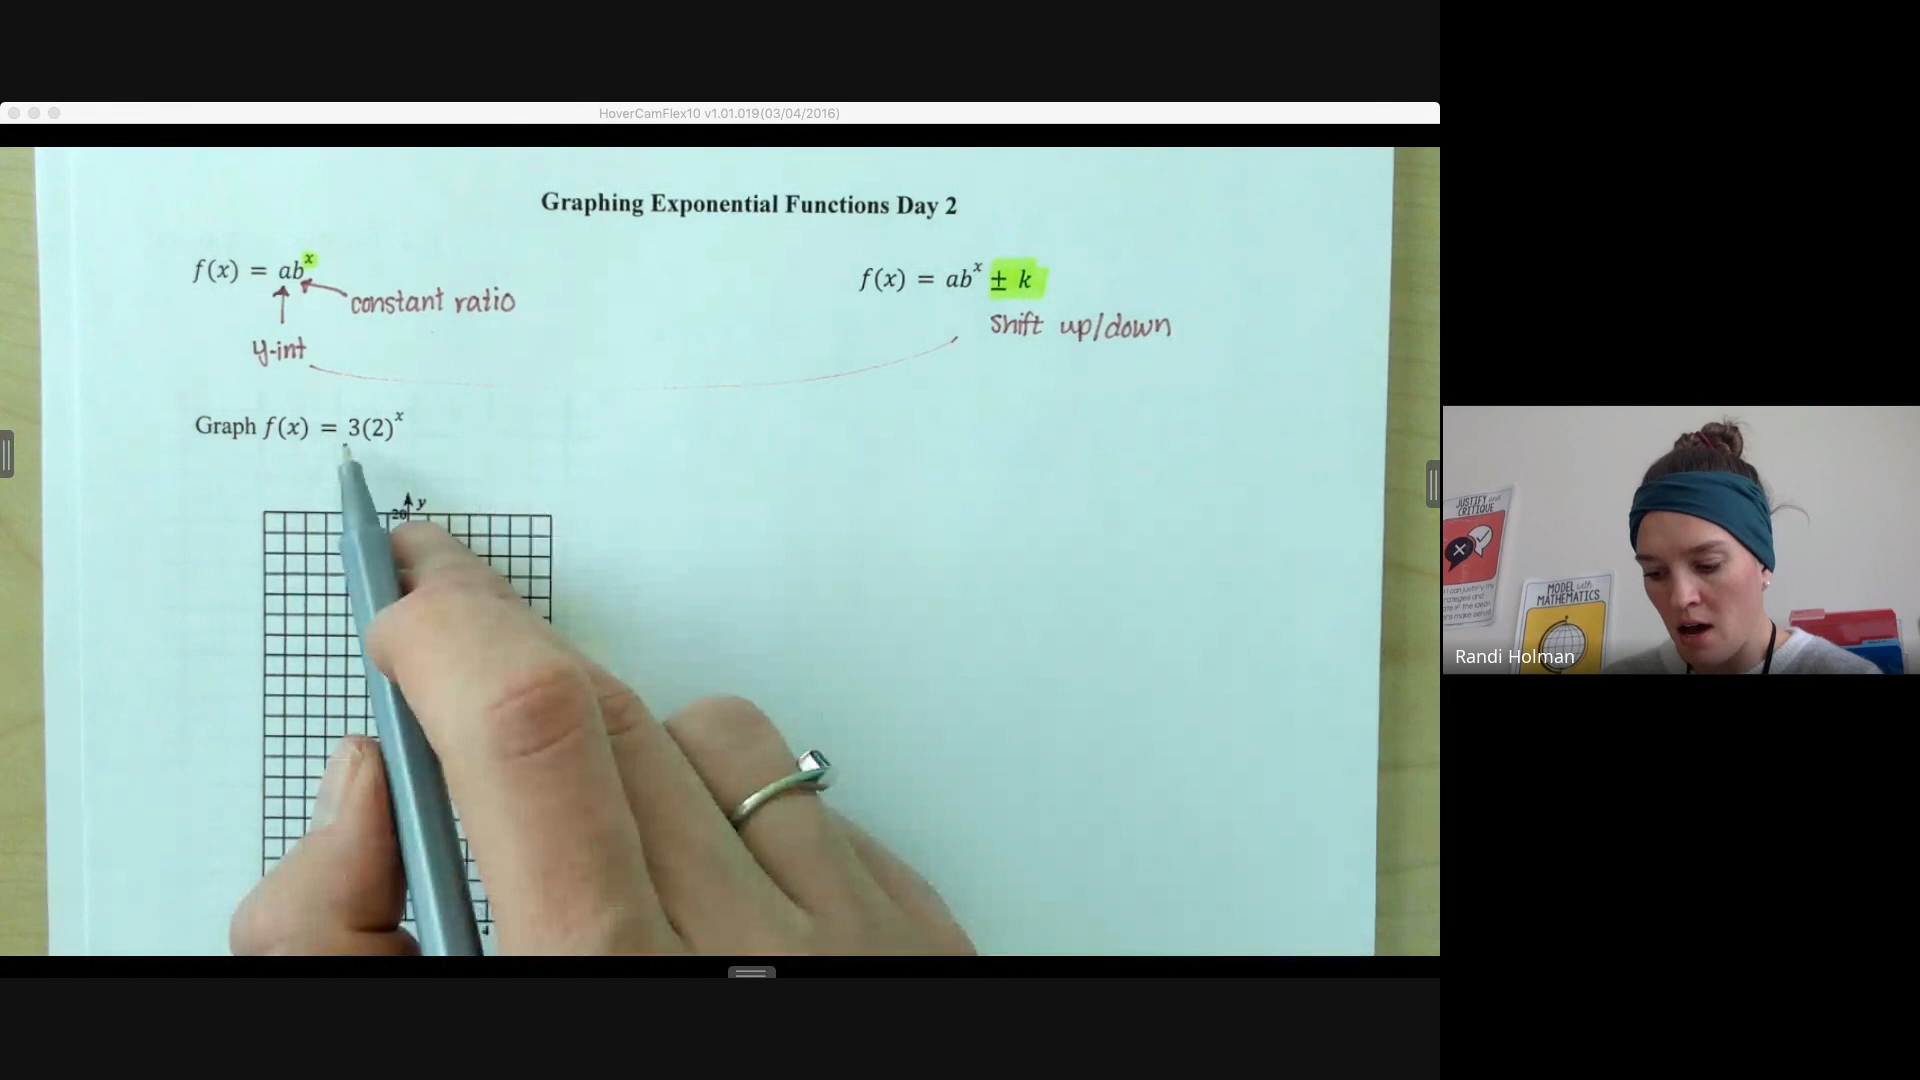 HoverCamFlex10 v1.01.019(03/04/2016)
Graphing Exponential Functions Day 2
f(x) = ab^x
constant ratio
y-int
f(x) = ab^x ± k
shift up/down
Graph f(x) = 3(2)^x
y
20
4
JUSTIFY and
CRITIQUE
MODEL with
MATHEMATICS
Randi Holman